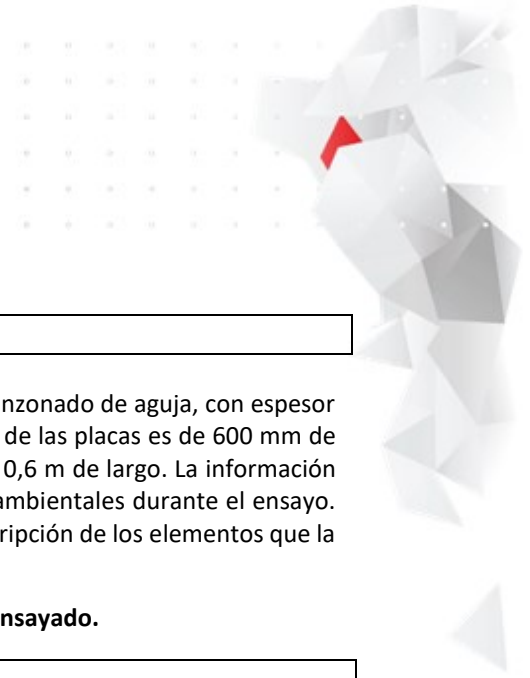 nzonado de aguja, con espesor
de las placas es de 600 mm de
0,6 m de largo. La información
ambientales durante el ensayo.
ripción de los elementos que la
nsayado.